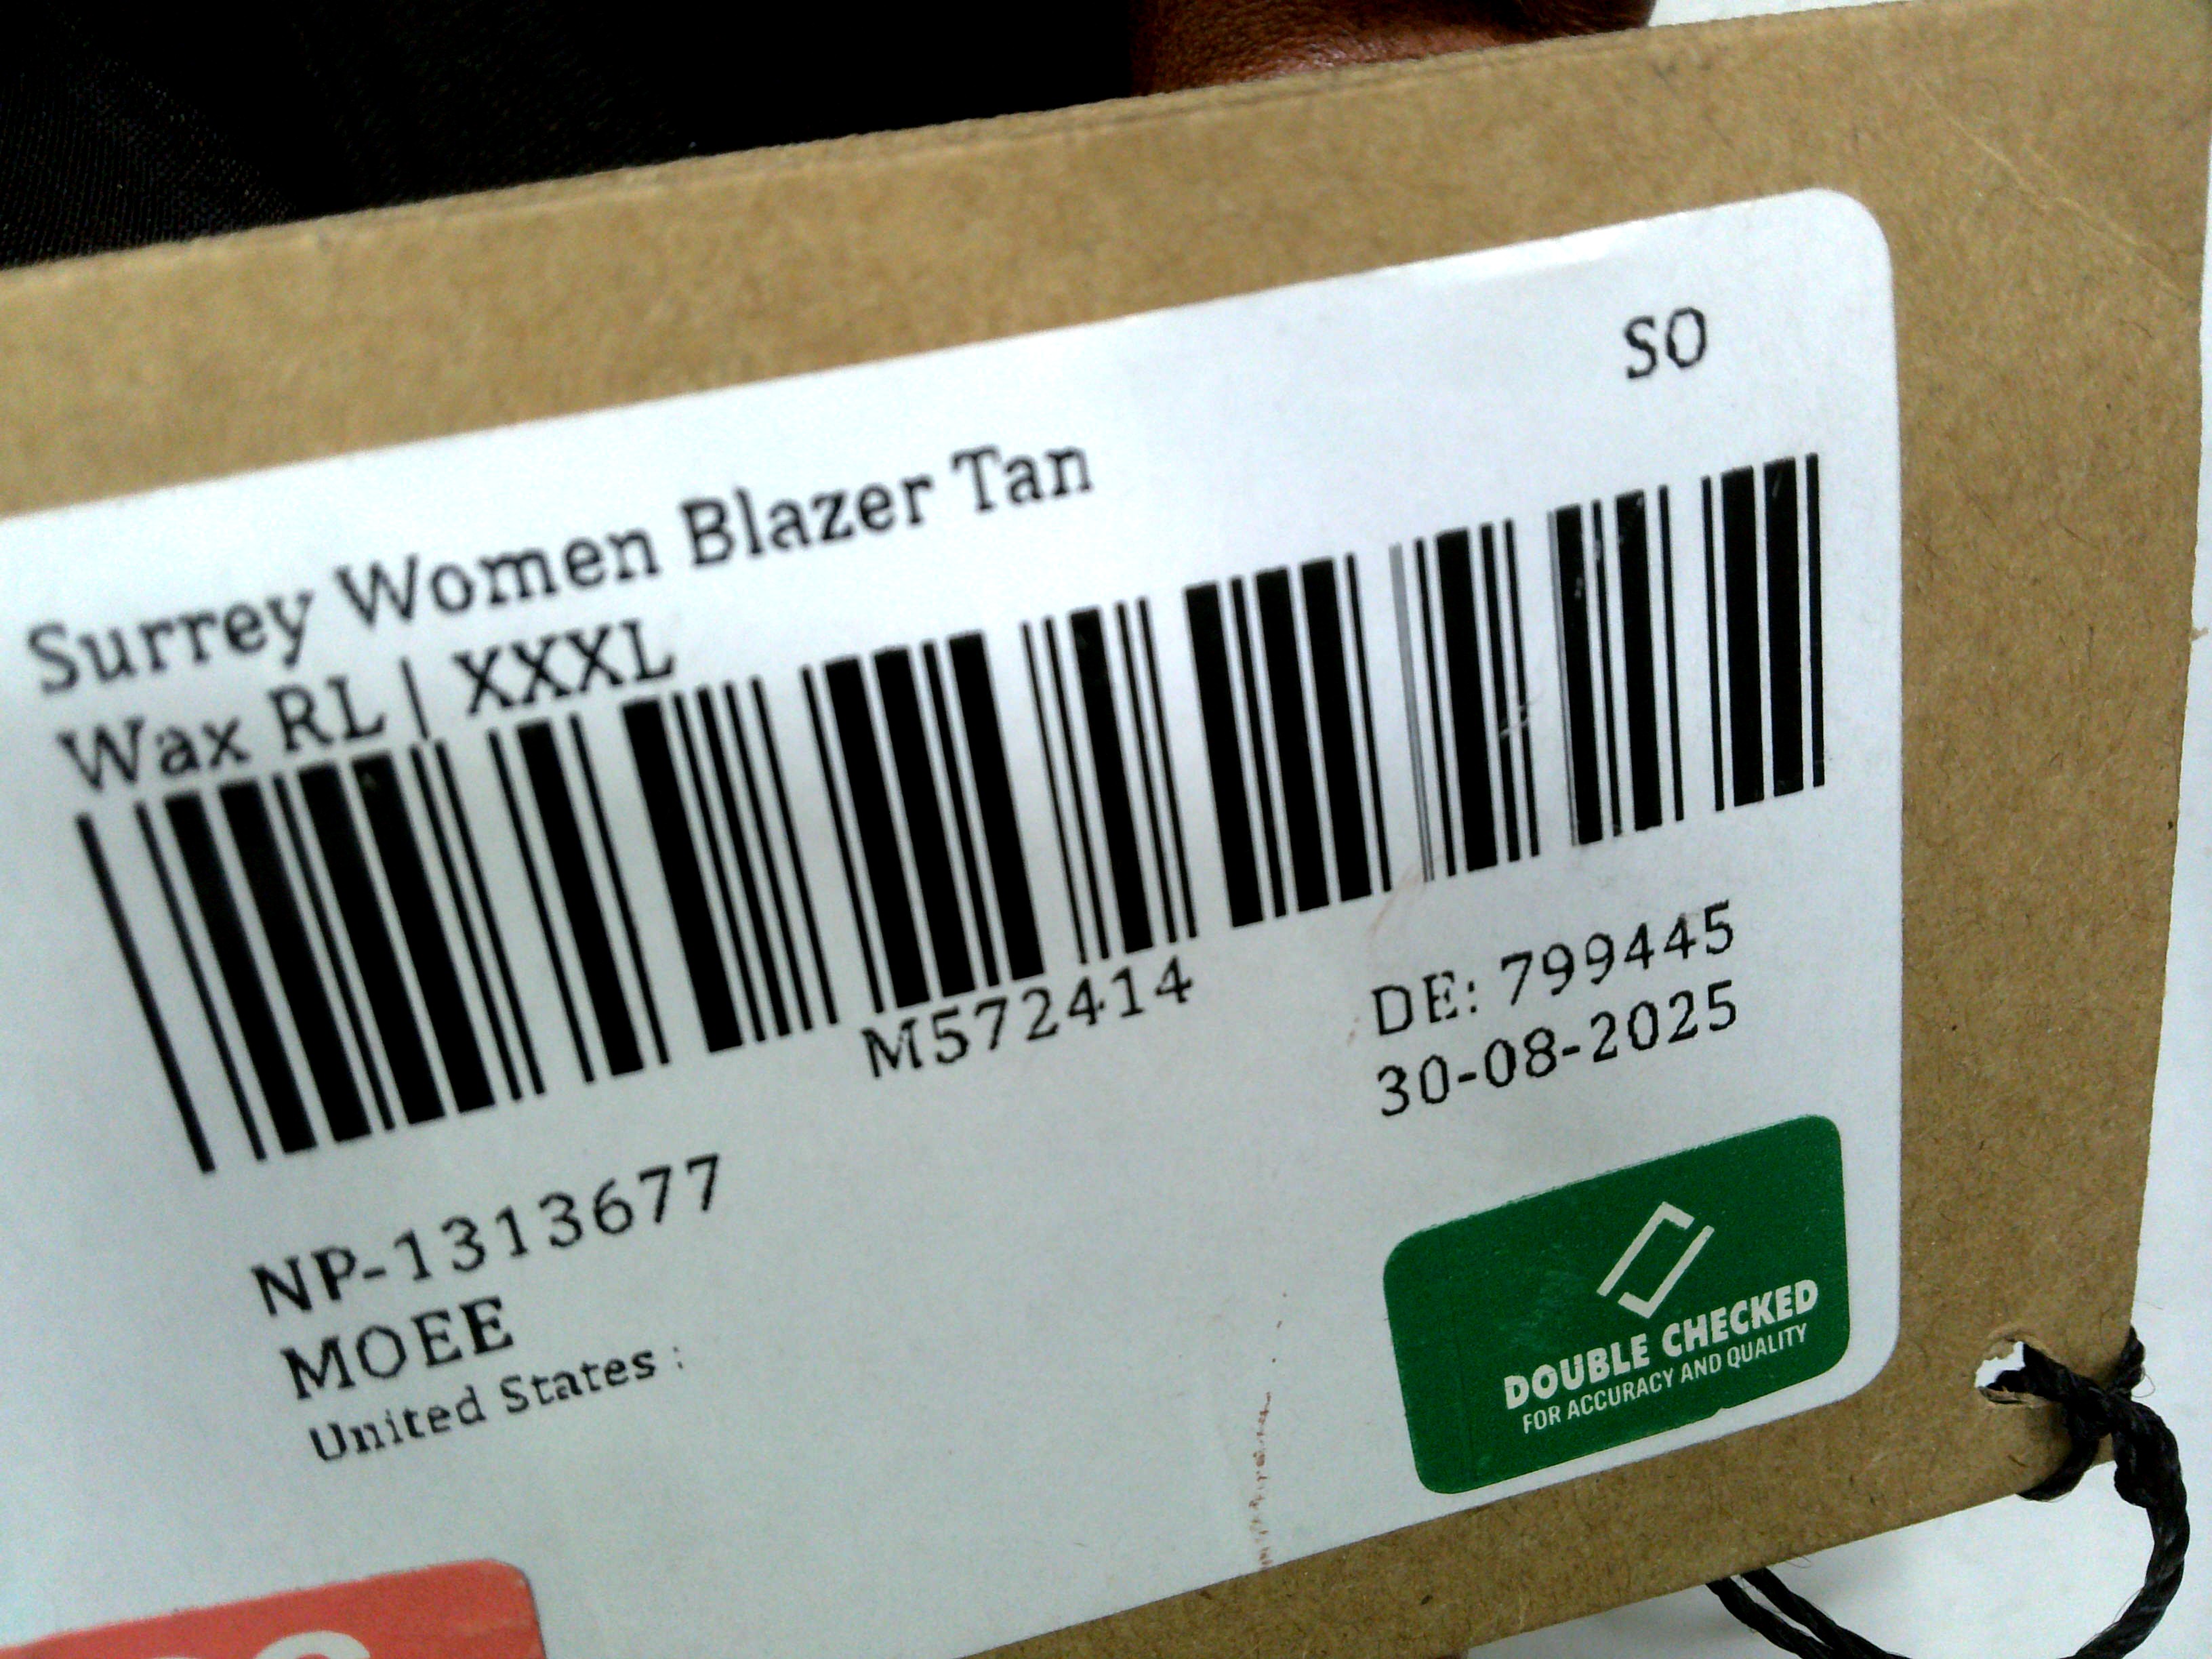 SO
Surrey Women Blazer Tan
Wax RL | XXXL
M572414
DE: 799445
30-08-2025
NP-1313677
MOEE
United States :
DOUBLE CHECKED
FOR ACCURACY AND QUALITY